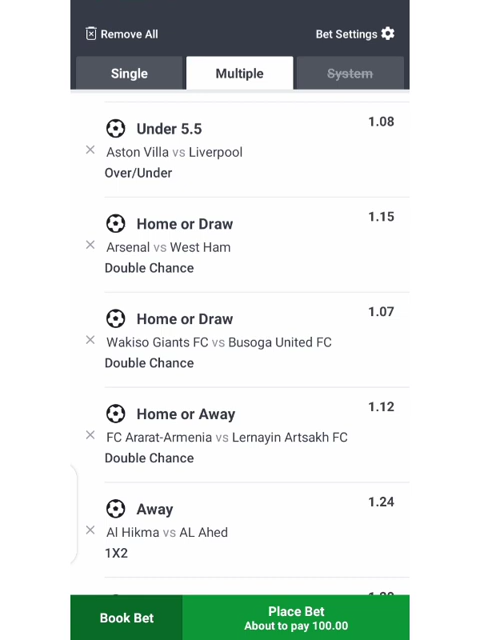 Remove All
Bet Settings
Single
Multiple
System
Under 5.5
1.08
Aston Villa vs Liverpool
Over/Under
Home or Draw
1.15
Arsenal vs West Ham
Double Chance
Home or Draw
1.07
Wakiso Giants FC vs Busoga United FC
Double Chance
Home or Away
1.12
FC Ararat-Armenia vs Lernayin Artsakh FC
Double Chance
Away
1.24
Al Hikma vs AL Ahed
1X2
Book Bet
Place Bet
About to pay 100.00